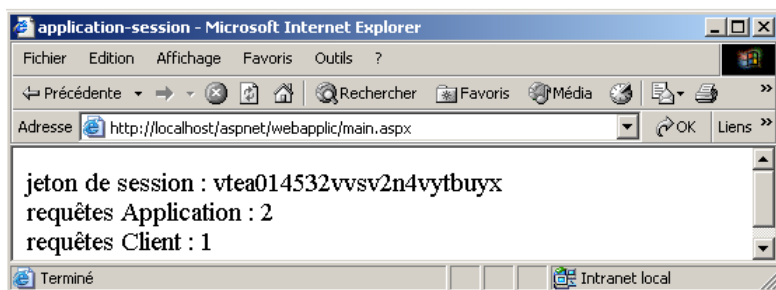 application-session - Microsoft Internet Explorer
Fichier Edition Affichage Favoris Outils ?
Précédente Rechercher Favoris Média »
Adresse http://localhost/aspnet/webapplic/main.aspx OK Liens »
jeton de session : vtea014532vvsv2n4vytbuyx
requêtes Application : 2
requêtes Client : 1
Terminé Intranet local